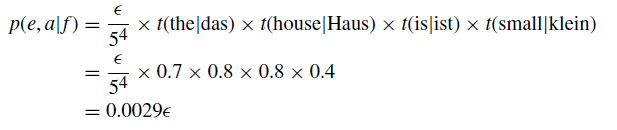 p(e, a|f) = ϵ/5⁴ × t(the|das) × t(house|Haus) × t(is|ist) × t(small|klein)
= ϵ/5⁴ × 0.7 × 0.8 × 0.8 × 0.4
= 0.0029ϵ